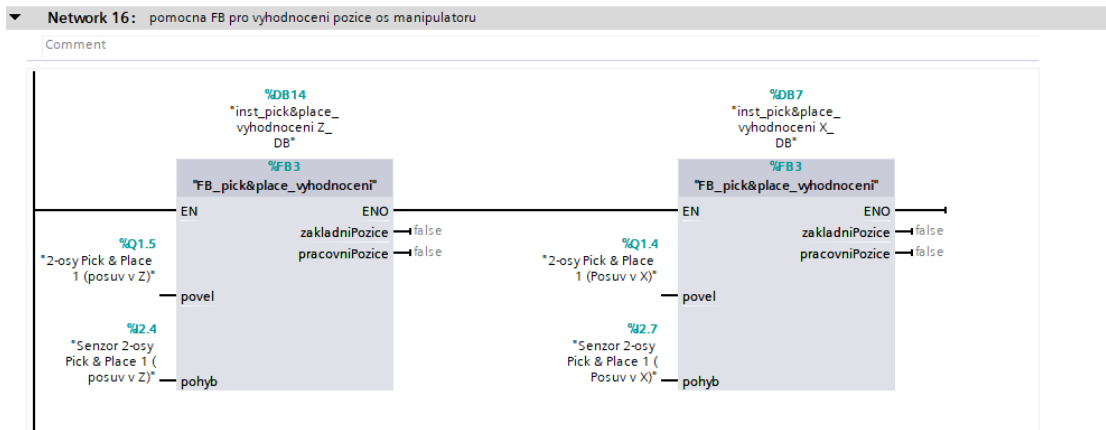 Network 16: pomocna FB pro vyhodnoceni pozice os manipulatoru
Comment
%DB14
"inst_pick&place_
vyhodnoceni Z_
DB"
%FB3
"FB_pick&place_vyhodnoceni"
EN
ENO
zakladniPozice
false
pracovniPozice
false
%Q1.5
"2-osy Pick & Place
1 (posuv v Z)"
povel
%I2.4
"Senzor 2-osy
Pick & Place 1 (
posuv v Z)"
pohyb
%DB7
"inst_pick&place_
vyhodnoceni X_
DB"
%FB3
"FB_pick&place_vyhodnoceni"
EN
ENO
zakladniPozice
false
pracovniPozice
false
%Q1.4
"2-osy Pick & Place
1 (Posuv v X)"
povel
%I2.7
"Senzor 2-osy
Pick & Place 1 (
Posuv v X)"
pohyb